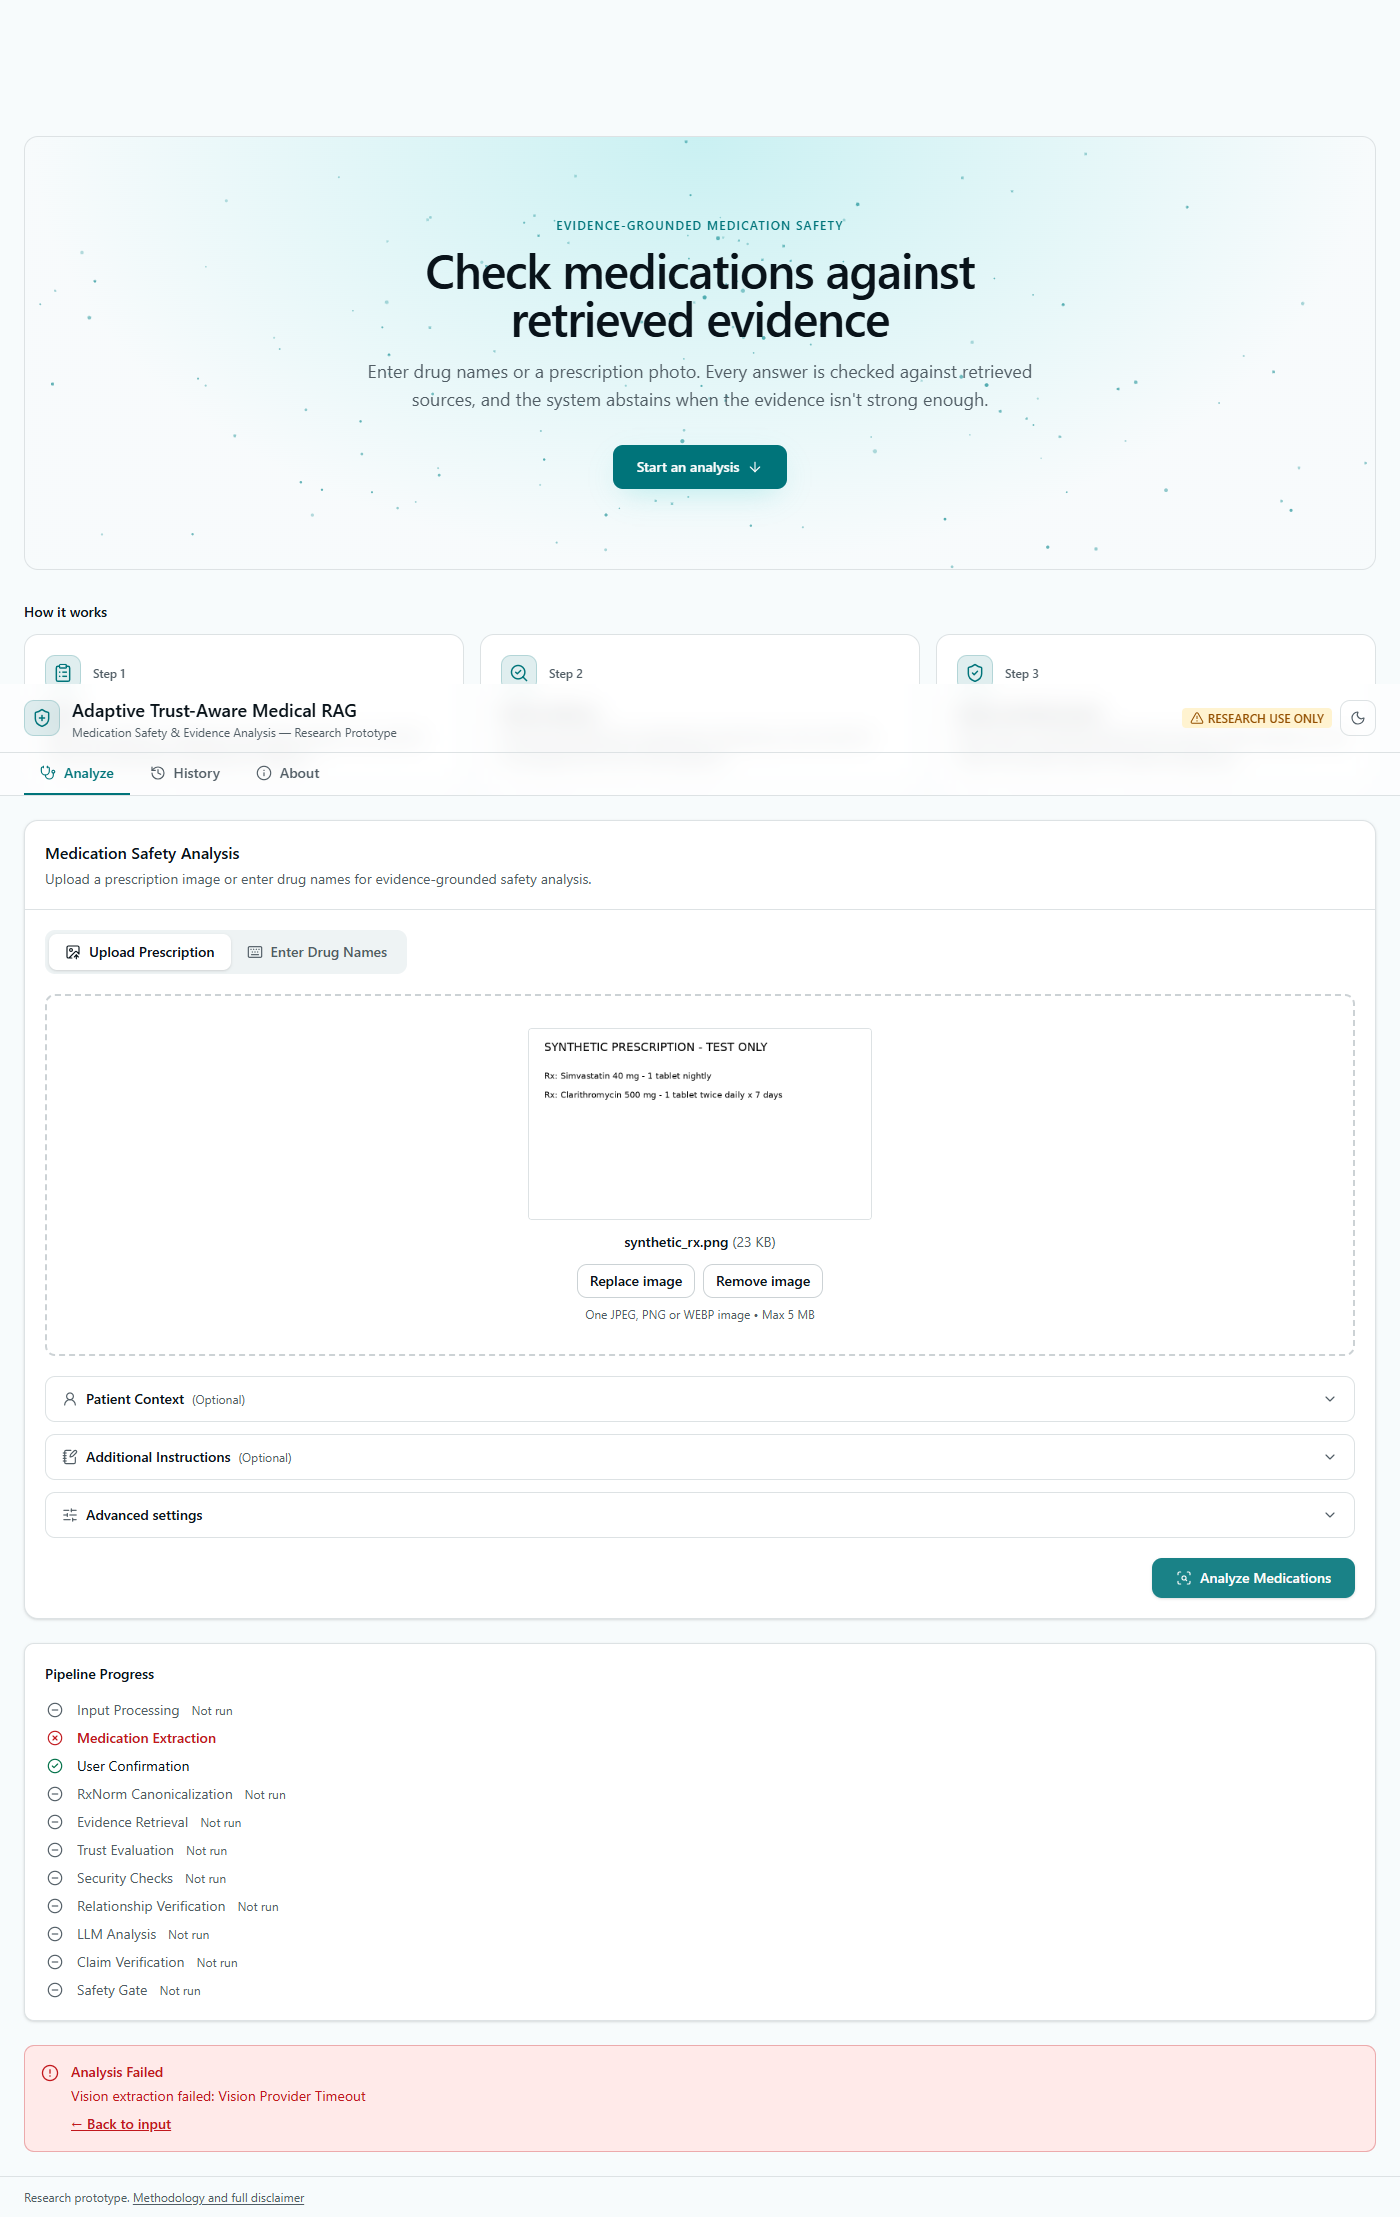 EVIDENCE-GROUNDED MEDICATION SAFETY
Check medications against
retrieved evidence
Enter drug names or a prescription photo. Every answer is checked against retrieved
sources, and the system abstains when the evidence isn't strong enough.
Start an analysis ↓
How it works
Step 1
Step 2
Step 3
Adaptive Trust-Aware Medical RAG
Medication Safety & Evidence Analysis — Research Prototype
RESEARCH USE ONLY
Analyze
History
About
Medication Safety Analysis
Upload a prescription image or enter drug names for evidence-grounded safety analysis.
Upload Prescription
Enter Drug Names
SYNTHETIC PRESCRIPTION - TEST ONLY
Rx: Simvastatin 40 mg - 1 tablet nightly
Rx: Clarithromycin 500 mg - 1 tablet twice daily x 7 days
synthetic_rx.png (23 KB)
Replace image
Remove image
One JPEG, PNG or WEBP image • Max 5 MB
Patient Context (Optional)
Additional Instructions (Optional)
Advanced settings
Analyze Medications
Pipeline Progress
Input Processing Not run
Medication Extraction
User Confirmation
RxNorm Canonicalization Not run
Evidence Retrieval Not run
Trust Evaluation Not run
Security Checks Not run
Relationship Verification Not run
LLM Analysis Not run
Claim Verification Not run
Safety Gate Not run
Analysis Failed
Vision extraction failed: Vision Provider Timeout
← Back to input
Research prototype. Methodology and full disclaimer